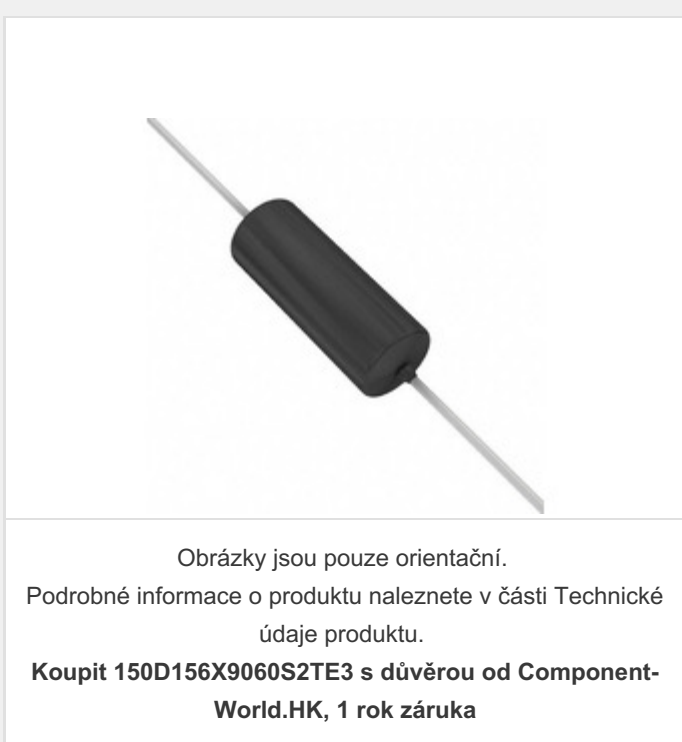 Obrázky jsou pouze orientační.
Podrobné informace o produktu naleznete v části Technické
údaje produktu.
Koupit 150D156X9060S2TE3 s důvěrou od Component-
World.HK, 1 rok záruka